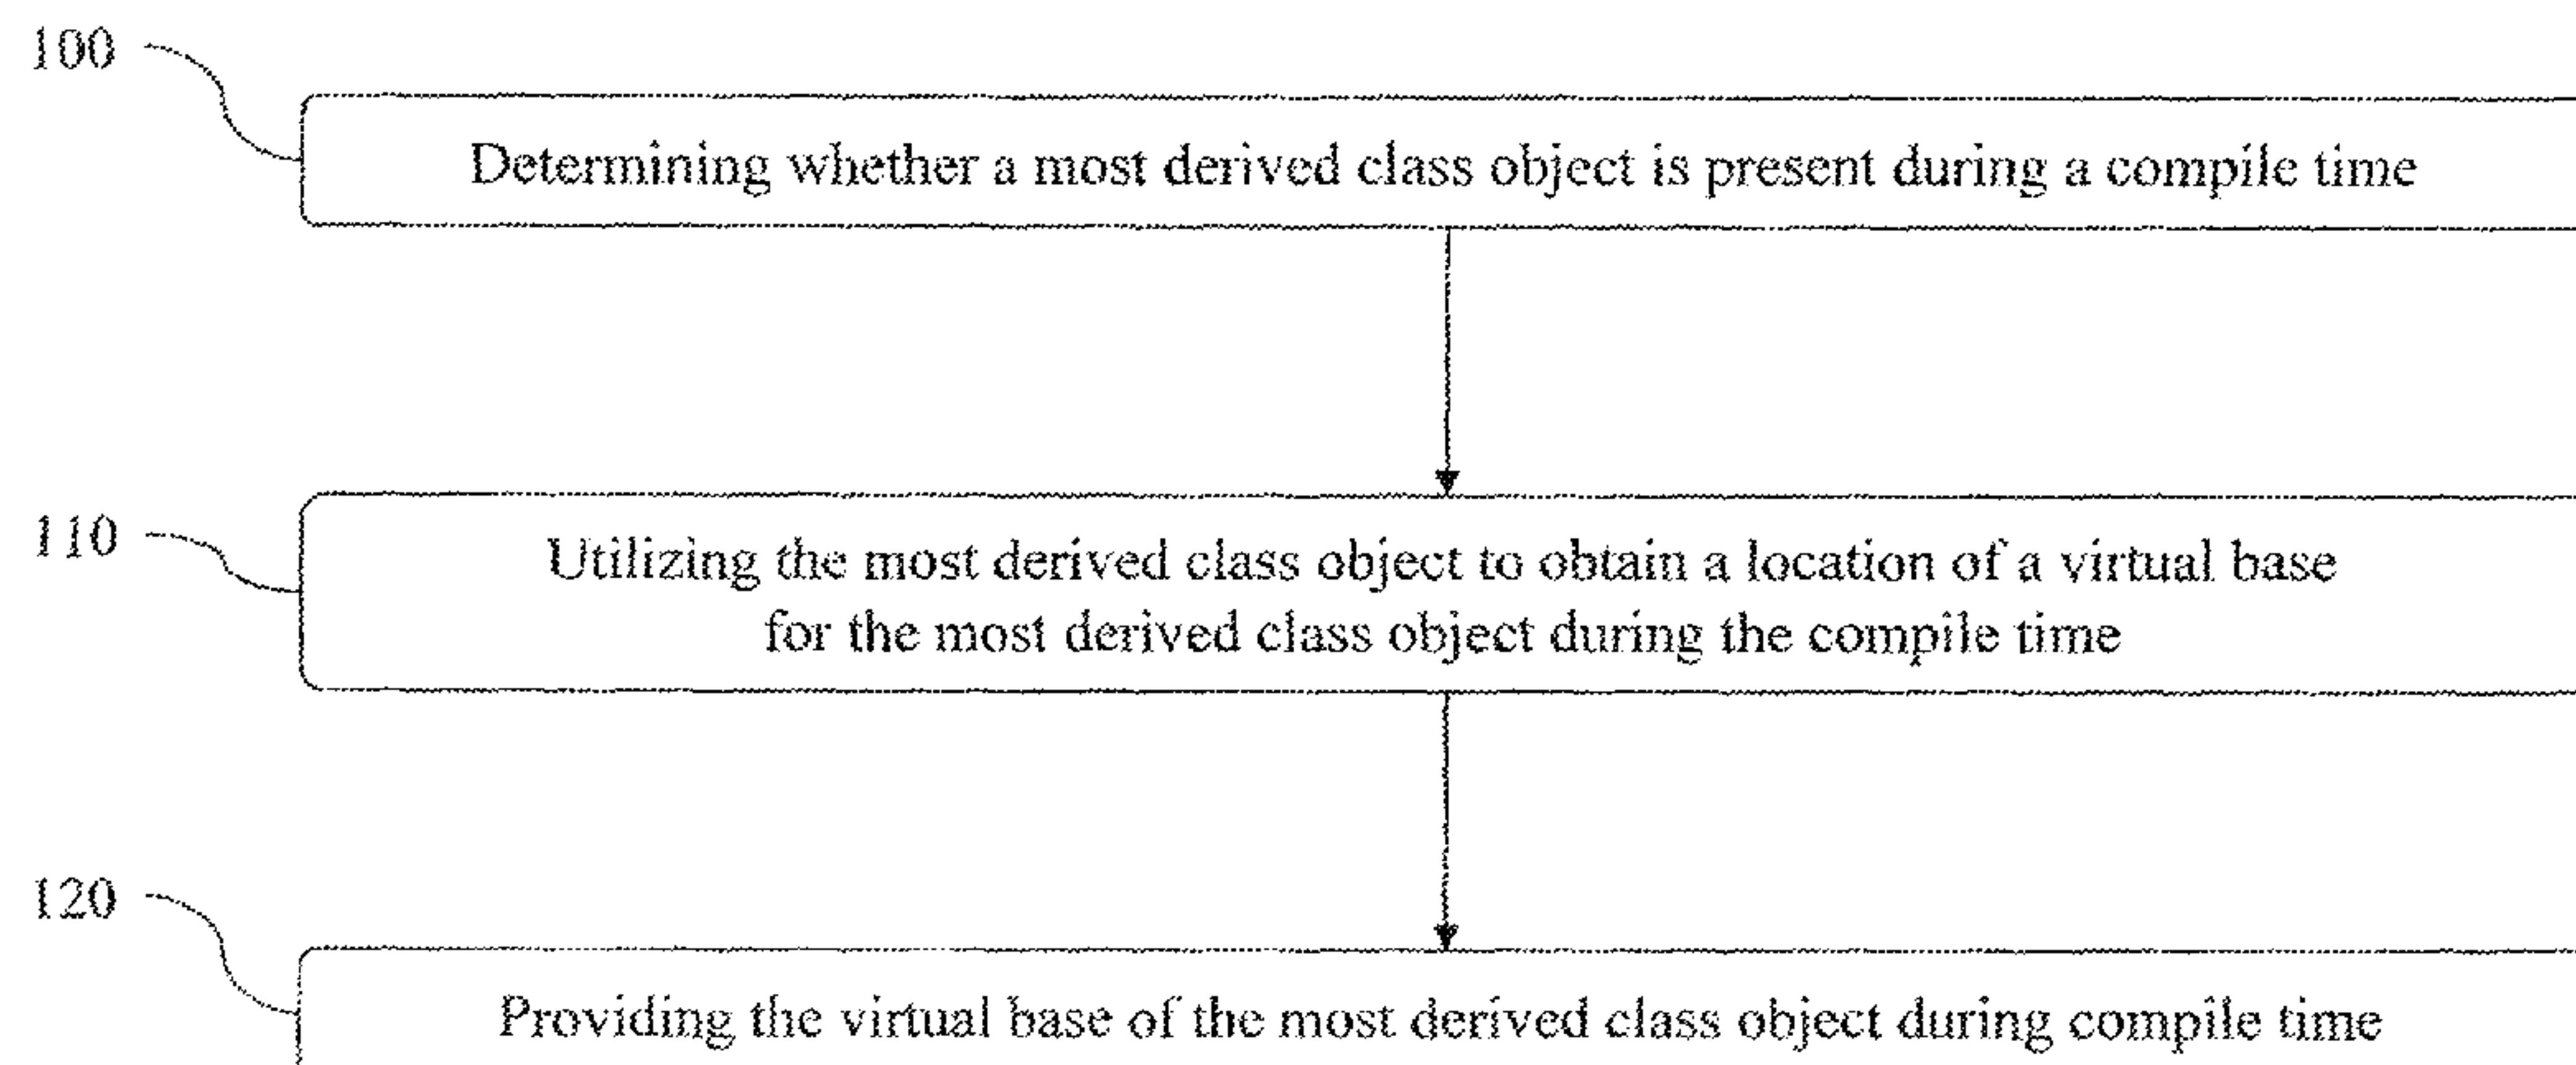 100
Determining whether a most derived class object is present during a compile time
110
Utilizing the most derived class object to obtain a location of a virtual base
for the most derived class object during the compile time
120
Providing the virtual base of the most derived class object during compile time